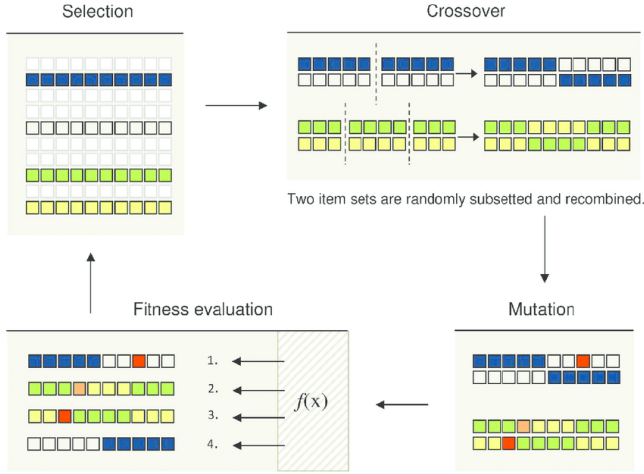 Selection
Crossover
Two item sets are randomly subsetted and recombined.
Fitness evaluation
Mutation
1.
2.
3.
4.
f(x)